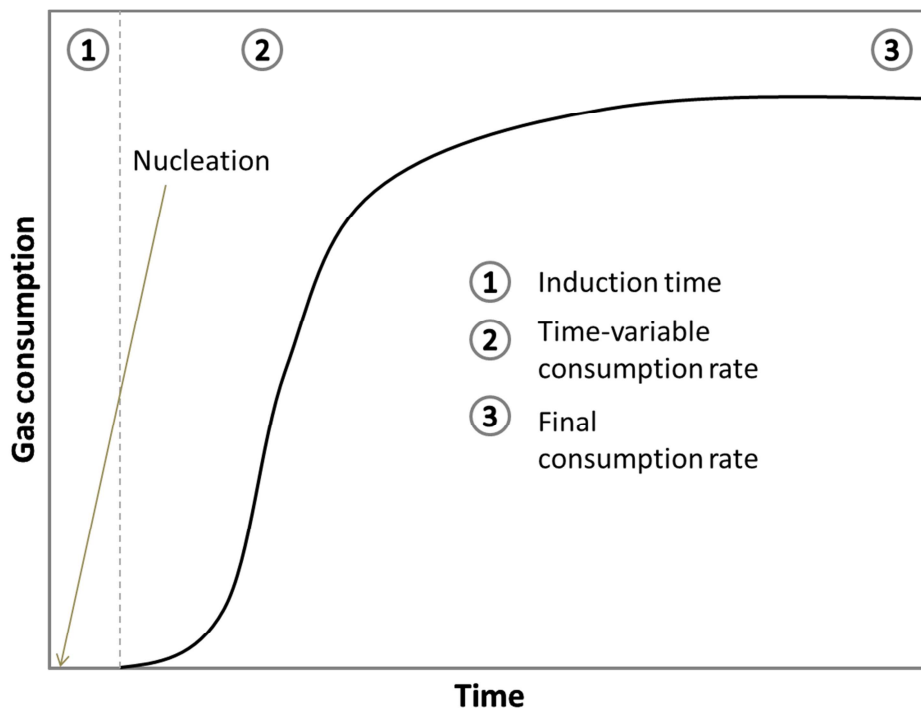 1
2
3
Nucleation
1 Induction time
2 Time-variable
consumption rate
3 Final
consumption rate
Gas consumption
Time